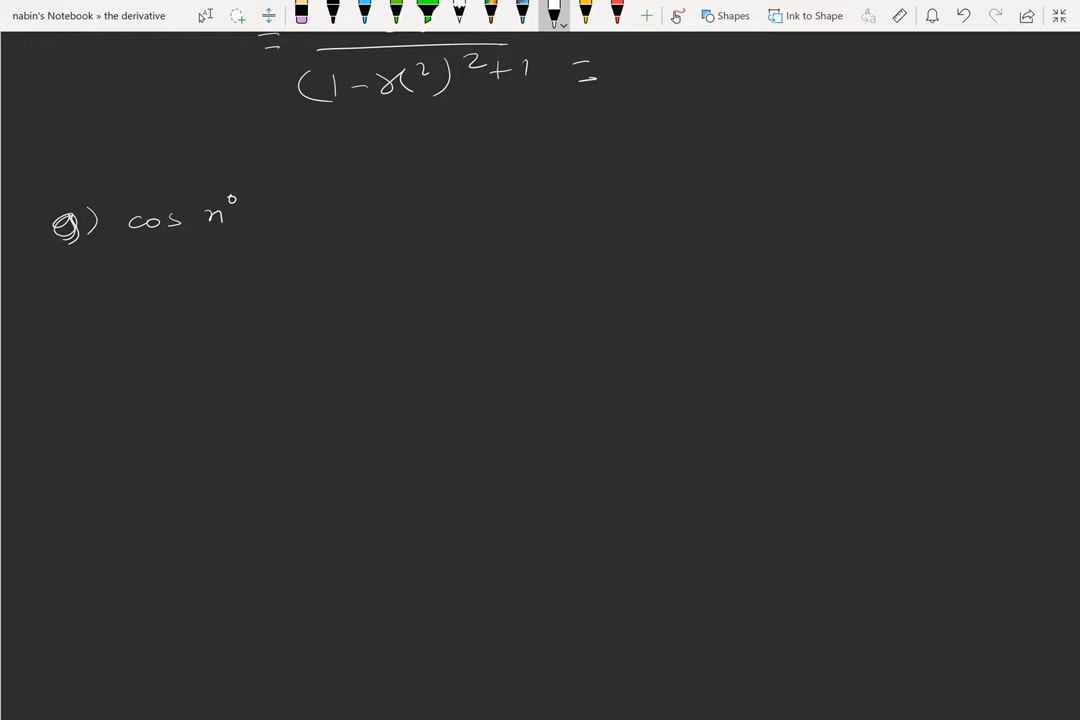 nabin's Notebook » the derivative
Shapes
Ink to Shape
=
(1-x²)²+1 =
g) cos x°